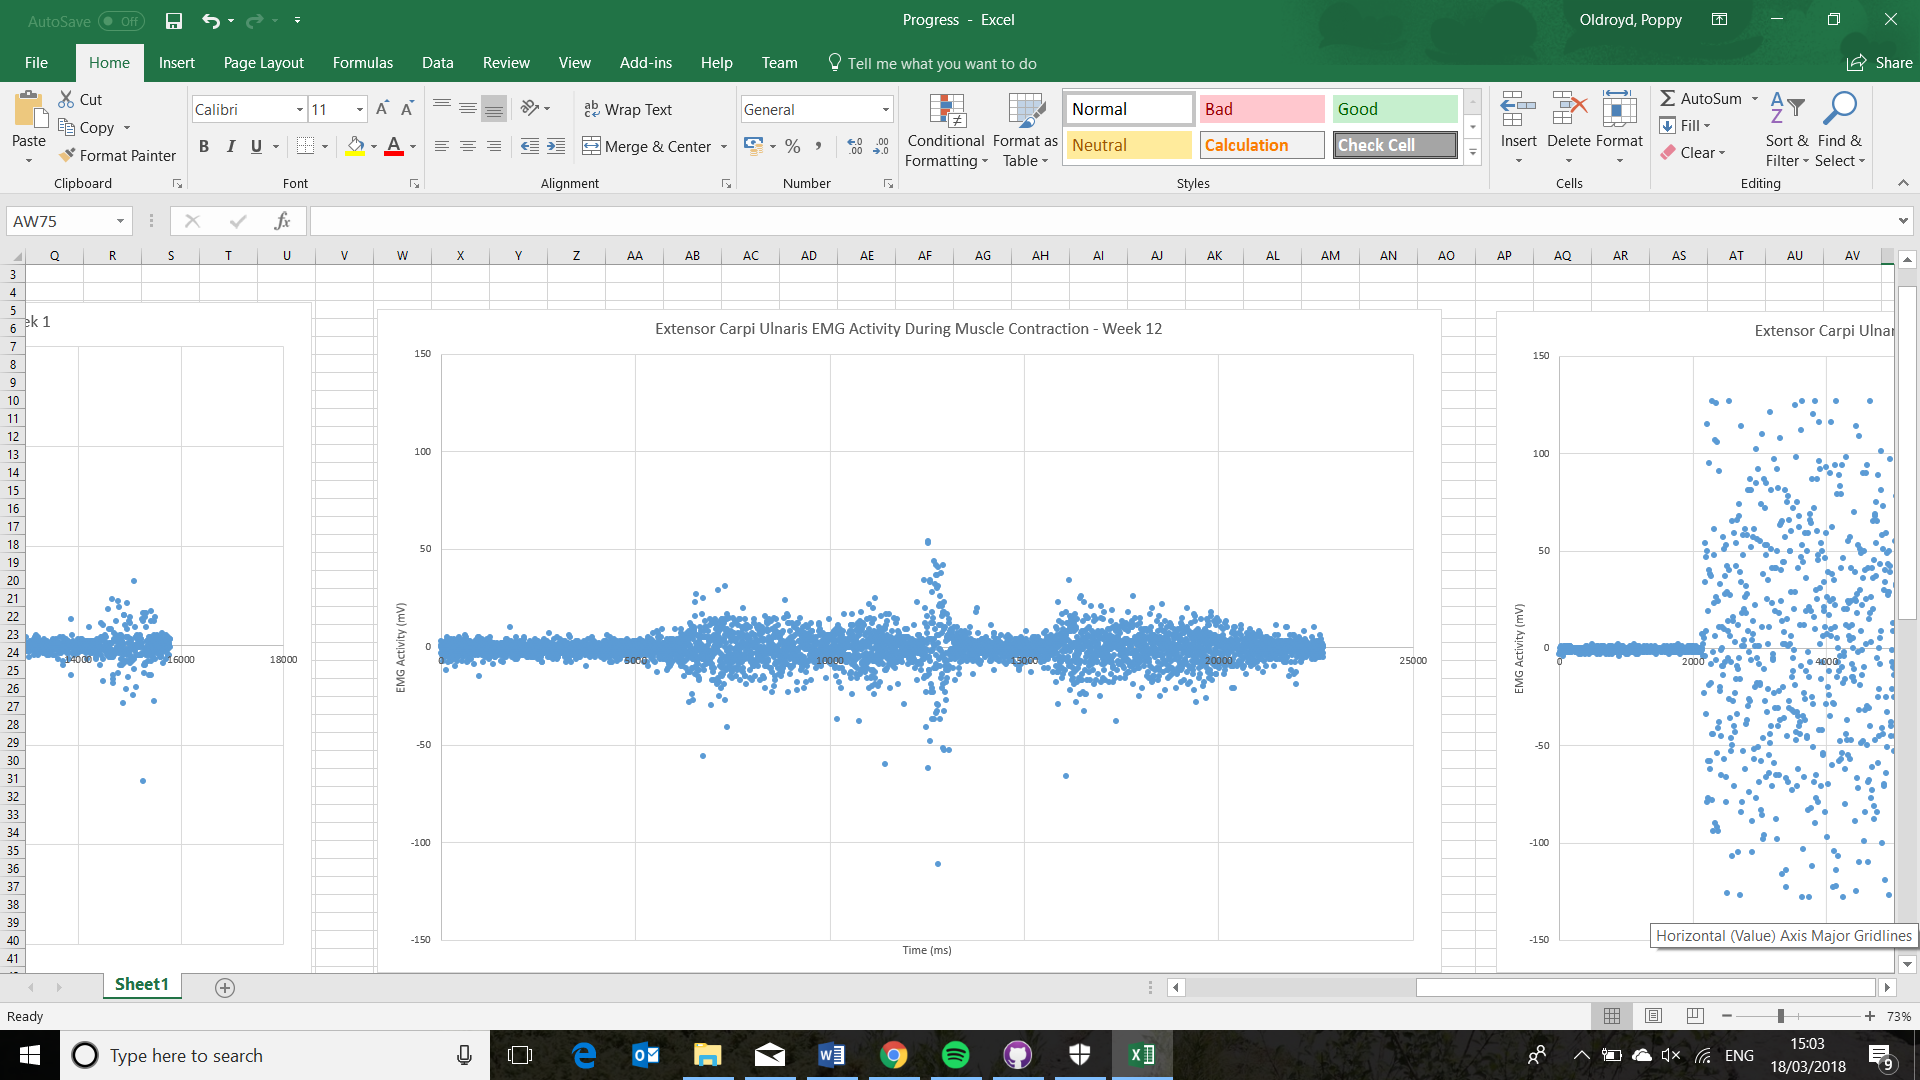 AutoSave Off
Progress - Excel
Oldroyd, Poppy
File Home Insert Page Layout Formulas Data Review View Add-ins Help Team Tell me what you want to do Share
Paste
Cut
Copy
Format Painter
Clipboard
Calibri 11
B I U
Font
Wrap Text
Merge & Center
Alignment
General
Number
Conditional Formatting
Format as Table
Normal Bad Good
Neutral Calculation Check Cell
Styles
Insert Delete Format
Cells
AutoSum
Fill
Clear
Sort & Filter
Find & Select
Editing
AW75
fx
Q R S T U V W X Y Z AA AB AC AD AE AF AG AH AI AJ AK AL AM AN AO AP AQ AR AS AT AU AV
3
4
5
6
7
8
9
10
11
12
13
14
15
16
17
18
19
20
21
22
23
24
25
26
27
28
29
30
31
32
33
34
35
36
37
38
39
40
41
ek 1
14000 16000 18000
Extensor Carpi Ulnaris EMG Activity During Muscle Contraction - Week 12
150
100
50
0
-50
-100
-150
EMG Activity (mV)
0 5000 10000 15000 20000 25000
Time (ms)
Extensor Carpi Ulnar
150
100
50
0
-50
-100
-150
EMG Activity (mV)
0 2000 4000
Horizontal (Value) Axis Major Gridlines
Sheet1
Ready
73%
Type here to search
ENG
15:03
18/03/2018
9